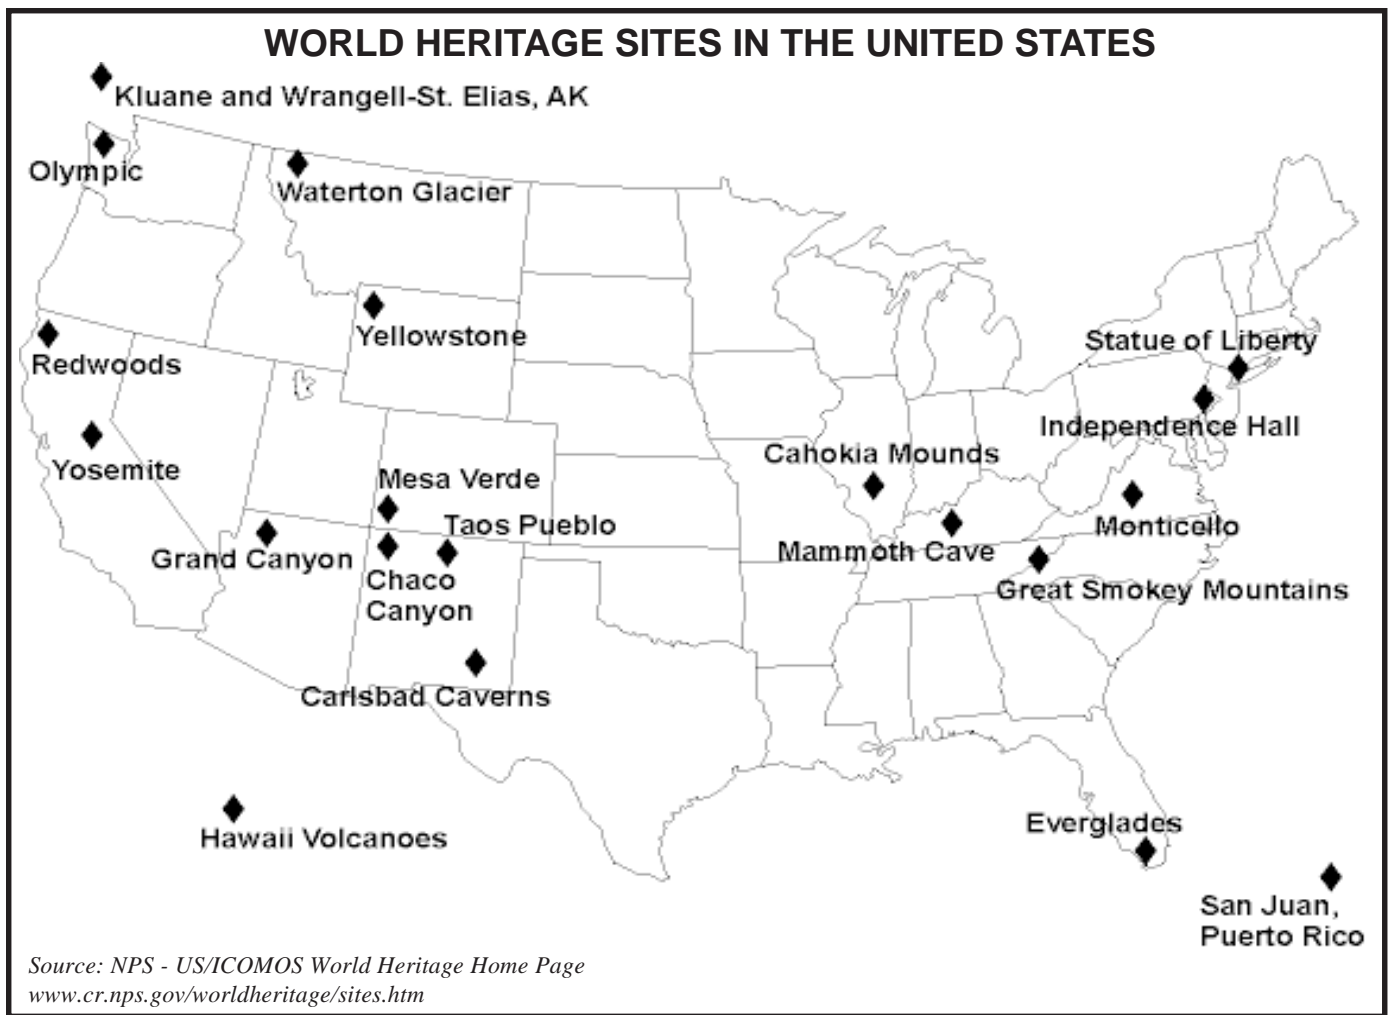 WORLD HERITAGE SITES IN THE UNITED STATES
Kluane and Wrangell-St. Elias, AK
Olympic
Waterton Glacier
Yellowstone
Statue of Liberty
Redwoods
Independence Hall
Cahokia Mounds
Yosemite
Mesa Verde
Taos Pueblo
Monticello
Grand Canyon
Mammoth Cave
Chaco
Canyon
Great Smokey Mountains
Carlsbad Caverns
Everglades
Hawaii Volcanoes
San Juan,
Puerto Rico
Source: NPS - US/ICOMOS World Heritage Home Page
www.cr.nps.gov/worldheritage/sites.htm